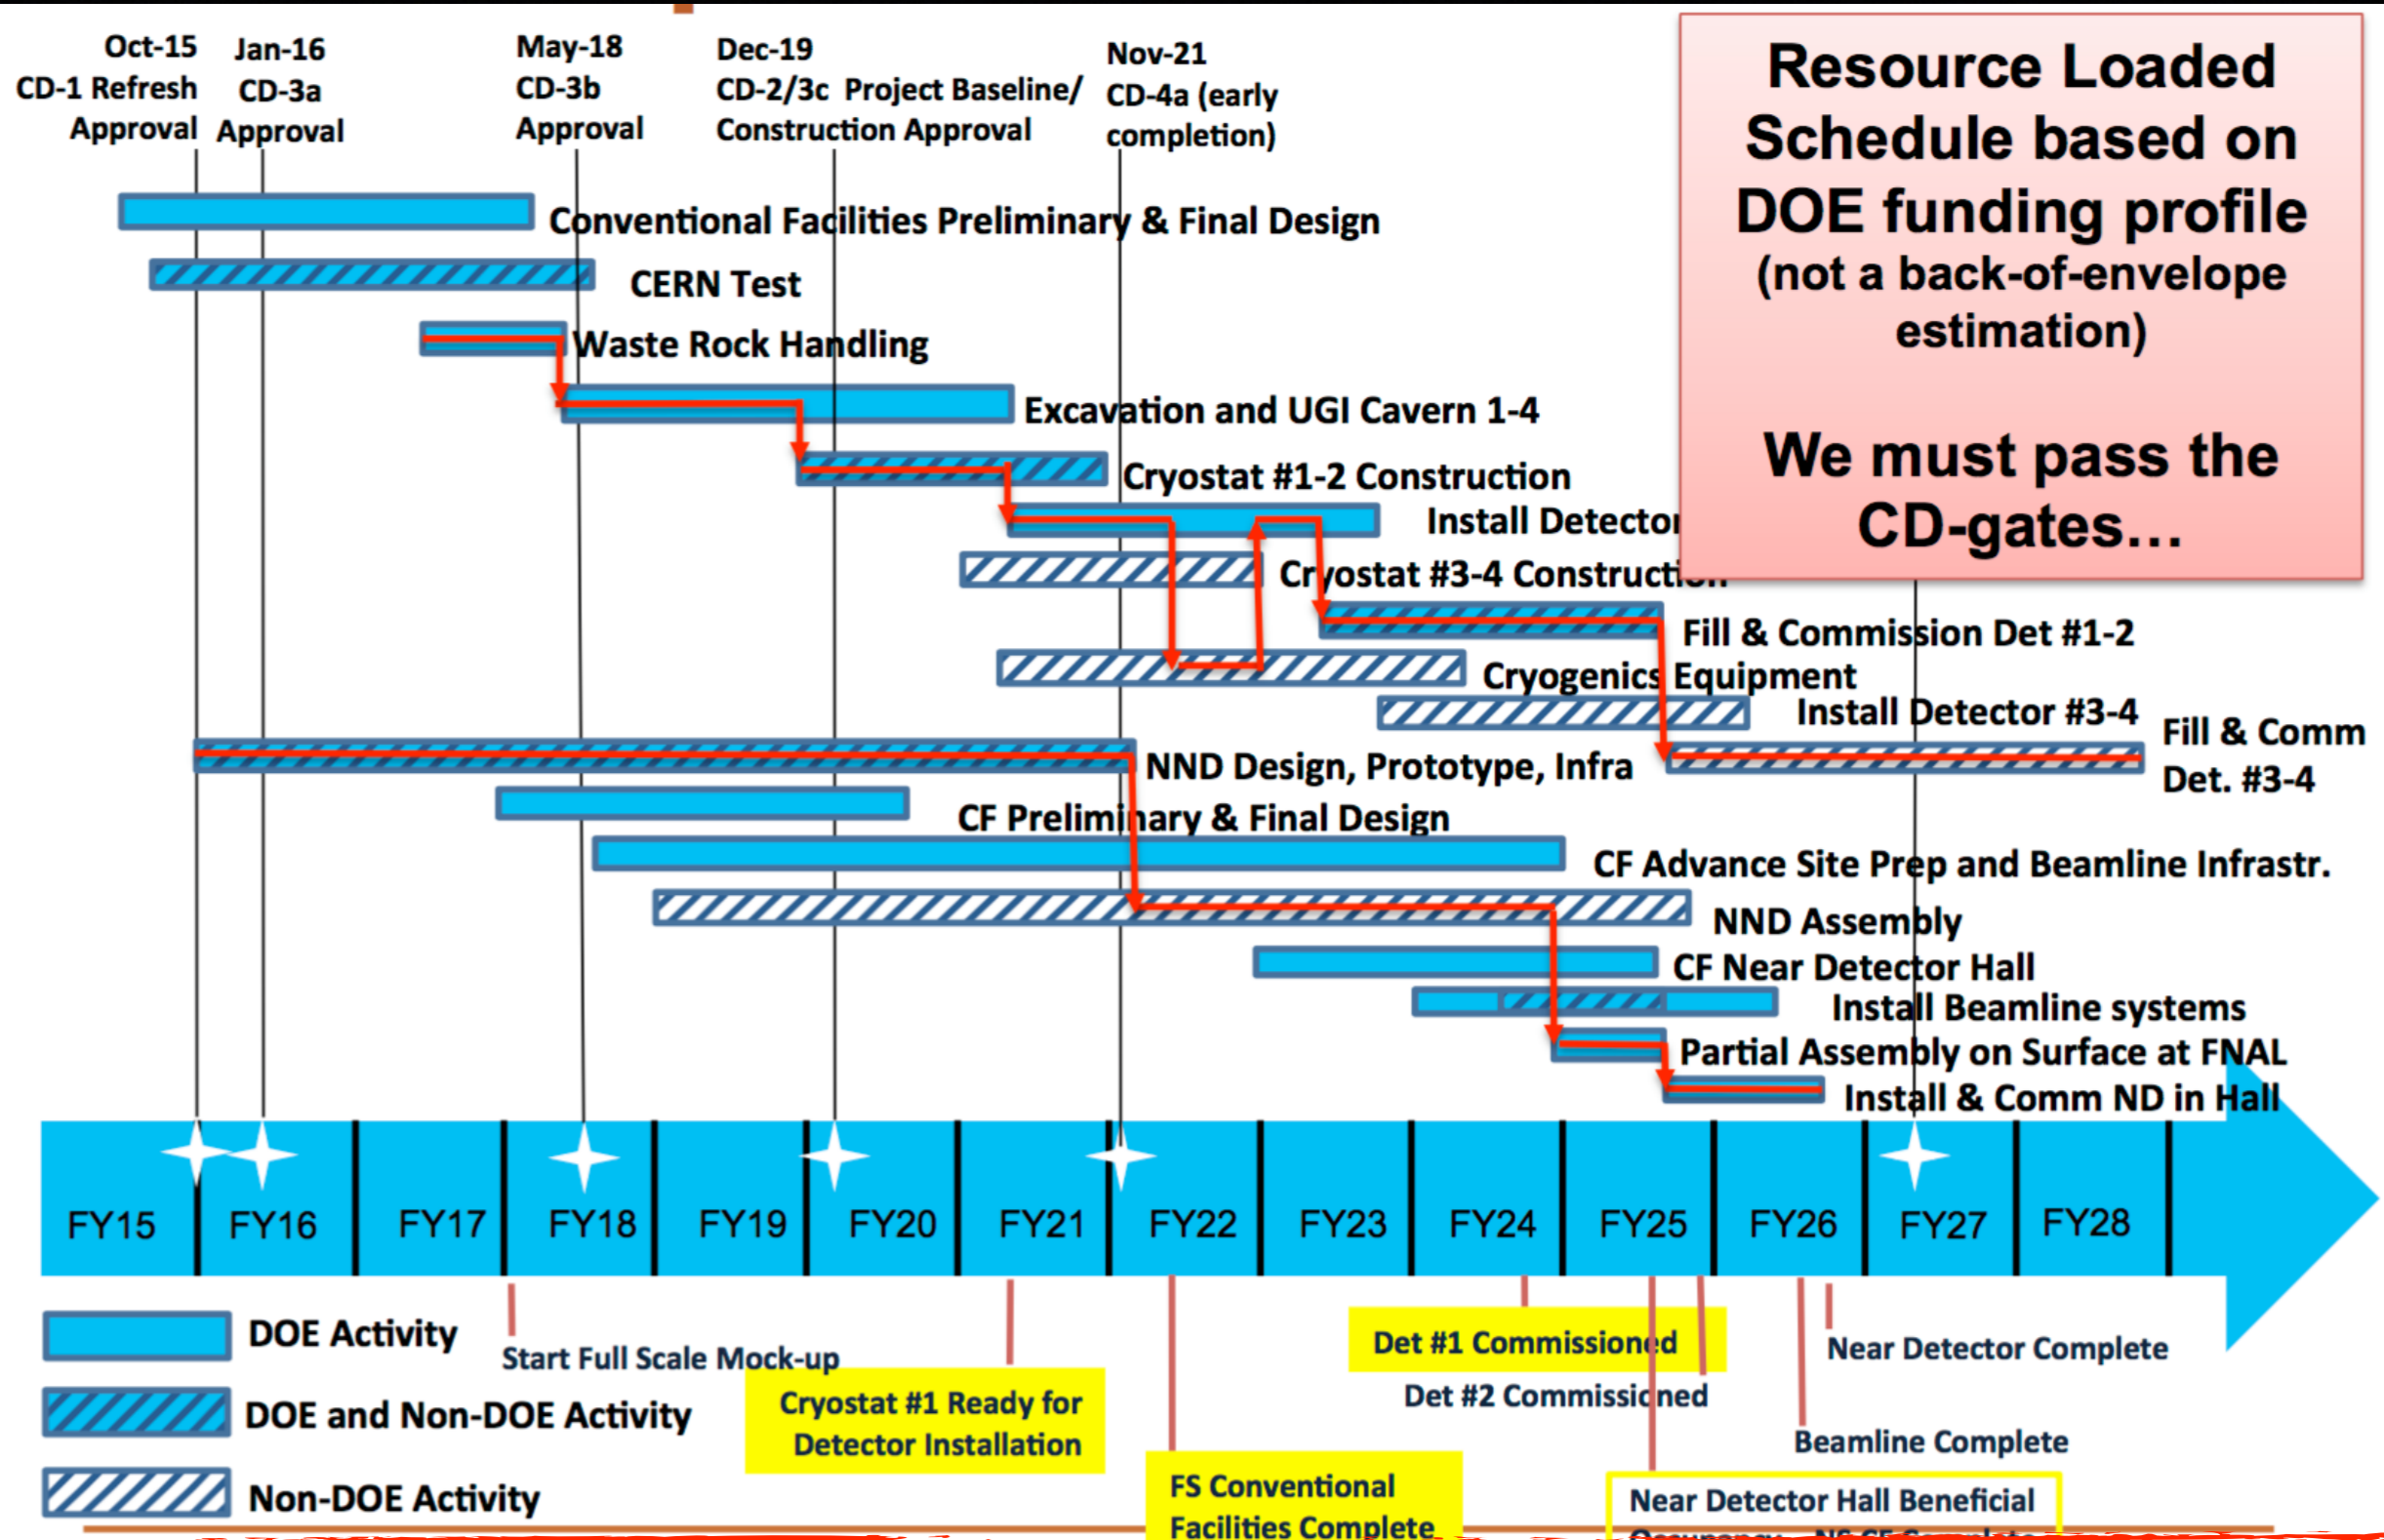 Oct-15
CD-1 Refresh
Approval
Jan-16
CD-3a
Approval
May-18
CD-3b
Approval
Dec-19
CD-2/3c Project Baseline/
Construction Approval
Nov-21
CD-4a (early
completion)
Resource Loaded
Schedule based on
DOE funding profile
(not a back-of-envelope
estimation)
We must pass the
CD-gates…
Conventional Facilities Preliminary & Final Design
CERN Test
Waste Rock Handling
Excavation and UGI Cavern 1-4
Cryostat #1-2 Construction
Install Detector
Cryostat #3-4 Construction
Fill & Commission Det #1-2
Cryogenics Equipment
Install Detector #3-4
Fill & Comm
Det. #3-4
NND Design, Prototype, Infra
CF Preliminary & Final Design
CF Advance Site Prep and Beamline Infrastr.
NND Assembly
CF Near Detector Hall
Install Beamline systems
Partial Assembly on Surface at FNAL
Install & Comm ND in Hall
FY15 FY16 FY17 FY18 FY19 FY20 FY21 FY22 FY23 FY24 FY25 FY26 FY27 FY28
DOE Activity
DOE and Non-DOE Activity
Non-DOE Activity
Start Full Scale Mock-up
Cryostat #1 Ready for
Detector Installation
FS Conventional
Facilities Complete
Det #1 Commissioned
Det #2 Commissioned
Near Detector Complete
Beamline Complete
Near Detector Hall Beneficial